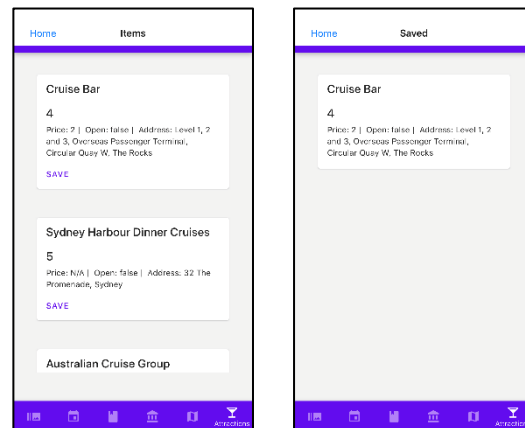 Home Items
Cruise Bar
4
Price: 2 | Open: false | Address: Level 1, 2
and 3, Overseas Passenger Terminal,
Circular Quay W, The Rocks
SAVE
Sydney Harbour Dinner Cruises
5
Price: N/A | Open: false | Address: 32 The
Promenade, Sydney
SAVE
Australian Cruise Group
Attractions
Home Saved
Cruise Bar
4
Price: 2 | Open: false | Address: Level 1, 2
and 3, Overseas Passenger Terminal,
Circular Quay W, The Rocks
Attractions